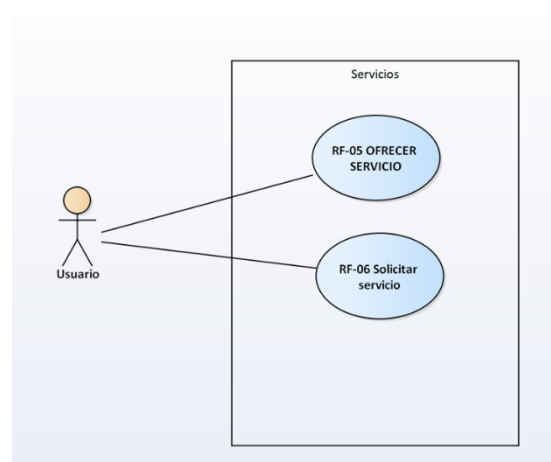 Servicios
RF-05 OFRECER
SERVICIO
RF-06 Solicitar
servicio
Usuario